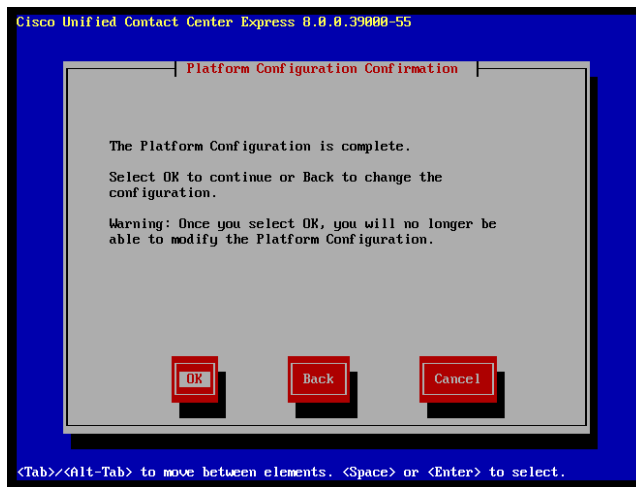 Cisco Unified Contact Center Express 8.0.0.39000-55
Platform Configuration Confirmation
The Platform Configuration is complete.
Select OK to continue or Back to change the
configuration.
Warning: Once you select OK, you will no longer be
able to modify the Platform Configuration.
OK Back Cancel
<Tab>/<Alt-Tab> to move between elements. <Space> or <Enter> to select.